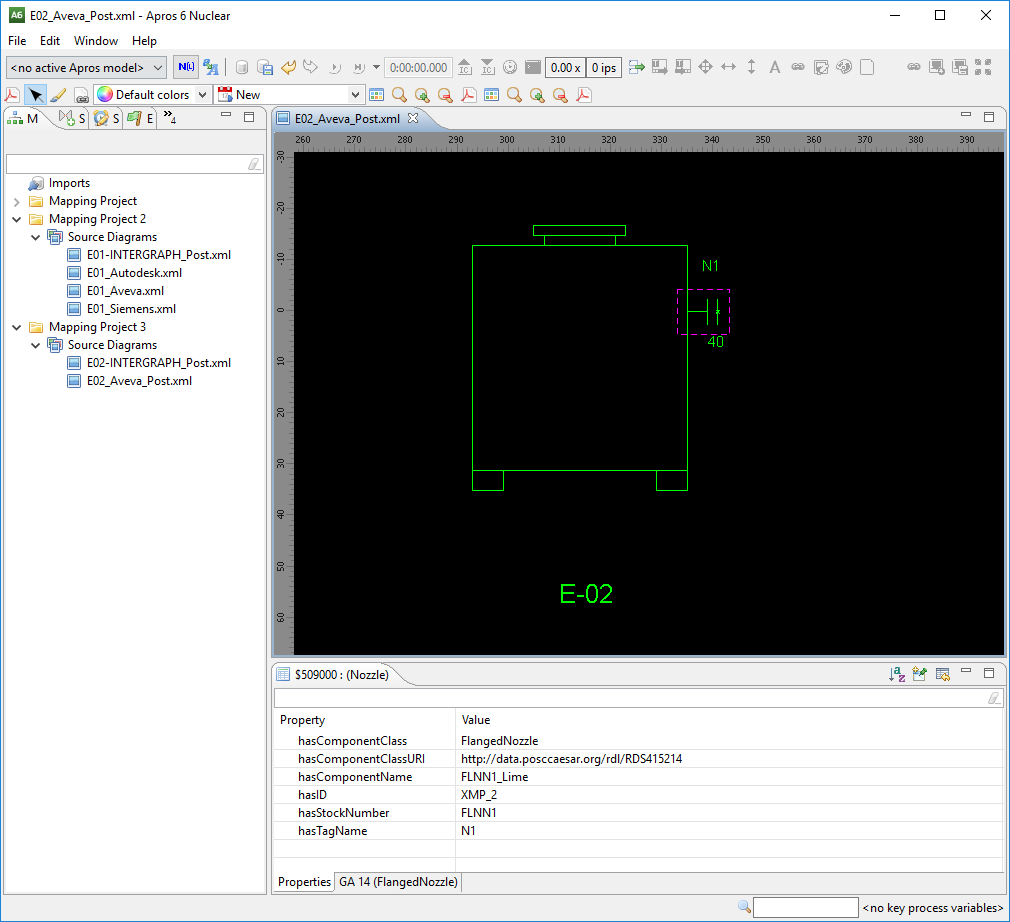 E02_Aveva_Post.xml - Apros 6 Nuclear
File Edit Window Help
<no active Apros model> N(t) 0:00:00.000 IC IC 0.00 x 0 ips
Default colors New
M S S E »4
E02_Aveva_Post.xml
260 270 280 290 300 310 320 330 340 350 360 370 380 390
-30
-20
-10
0
10
20
30
40
50
60
Imports
Mapping Project
Mapping Project 2
Source Diagrams
E01-INTERGRAPH_Post.xml
E01_Autodesk.xml
E01_Aveva.xml
E01_Siemens.xml
Mapping Project 3
Source Diagrams
E02-INTERGRAPH_Post.xml
E02_Aveva_Post.xml
N1
40
E-02
$509000 : (Nozzle)
Property Value
hasComponentClass FlangedNozzle
hasComponentClassURI http://data.posccaesar.org/rdl/RDS415214
hasComponentName FLNN1_Lime
hasID XMP_2
hasStockNumber FLNN1
hasTagName N1
Properties GA 14 (FlangedNozzle)
<no key process variables>